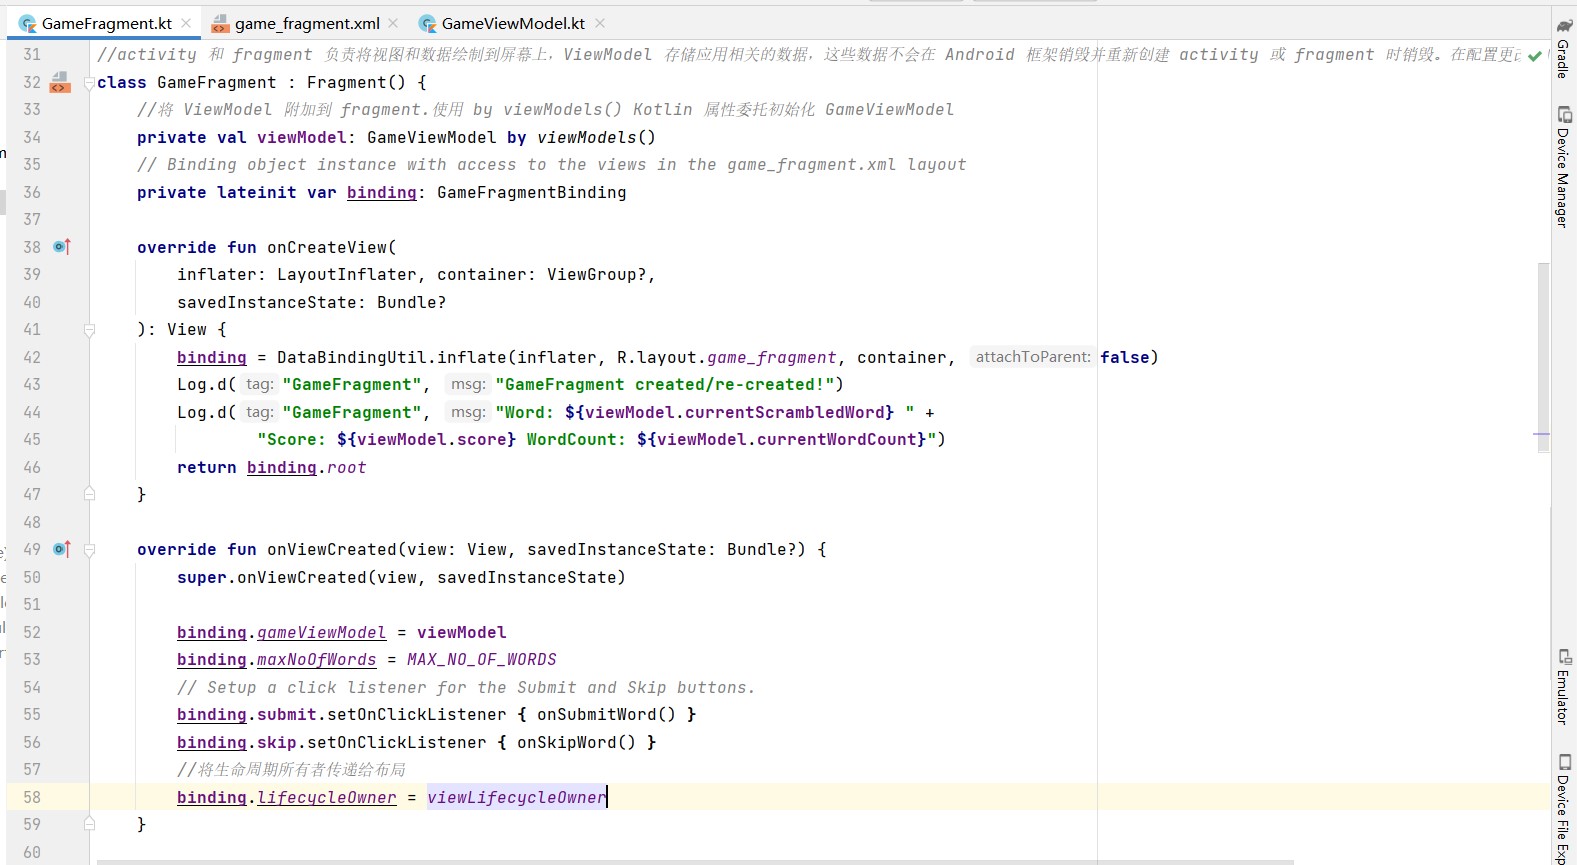 GameFragment.kt game_fragment.xml GameViewModel.kt
31 //activity 和 fragment 负责将视图和数据绘制到屏幕上，ViewModel 存储应用相关的数据，这些数据不会在 Android 框架销毁并重新创建 activity 或 fragment 时销毁。在配置更
32 class GameFragment : Fragment() {
33 //将 ViewModel 附加到 fragment.使用 by viewModels() Kotlin 属性委托初始化 GameViewModel
34 private val viewModel: GameViewModel by viewModels()
35 // Binding object instance with access to the views in the game_fragment.xml layout
36 private lateinit var binding: GameFragmentBinding
37
38 override fun onCreateView(
39 inflater: LayoutInflater, container: ViewGroup?,
40 savedInstanceState: Bundle?
41 ): View {
42 binding = DataBindingUtil.inflate(inflater, R.layout.game_fragment, container, attachToParent: false)
43 Log.d( tag: "GameFragment", msg: "GameFragment created/re-created!")
44 Log.d( tag: "GameFragment", msg: "Word: ${viewModel.currentScrambledWord} " +
45 "Score: ${viewModel.score} WordCount: ${viewModel.currentWordCount}")
46 return binding.root
47 }
48
49 override fun onViewCreated(view: View, savedInstanceState: Bundle?) {
50 super.onViewCreated(view, savedInstanceState)
51
52 binding.gameViewModel = viewModel
53 binding.maxNoOfWords = MAX_NO_OF_WORDS
54 // Setup a click listener for the Submit and Skip buttons.
55 binding.submit.setOnClickListener { onSubmitWord() }
56 binding.skip.setOnClickListener { onSkipWord() }
57 //将生命周期所有者传递给布局
58 binding.lifecycleOwner = viewLifecycleOwner
59 }
60
Gradle
Device Manager
Emulator
Device File Exp